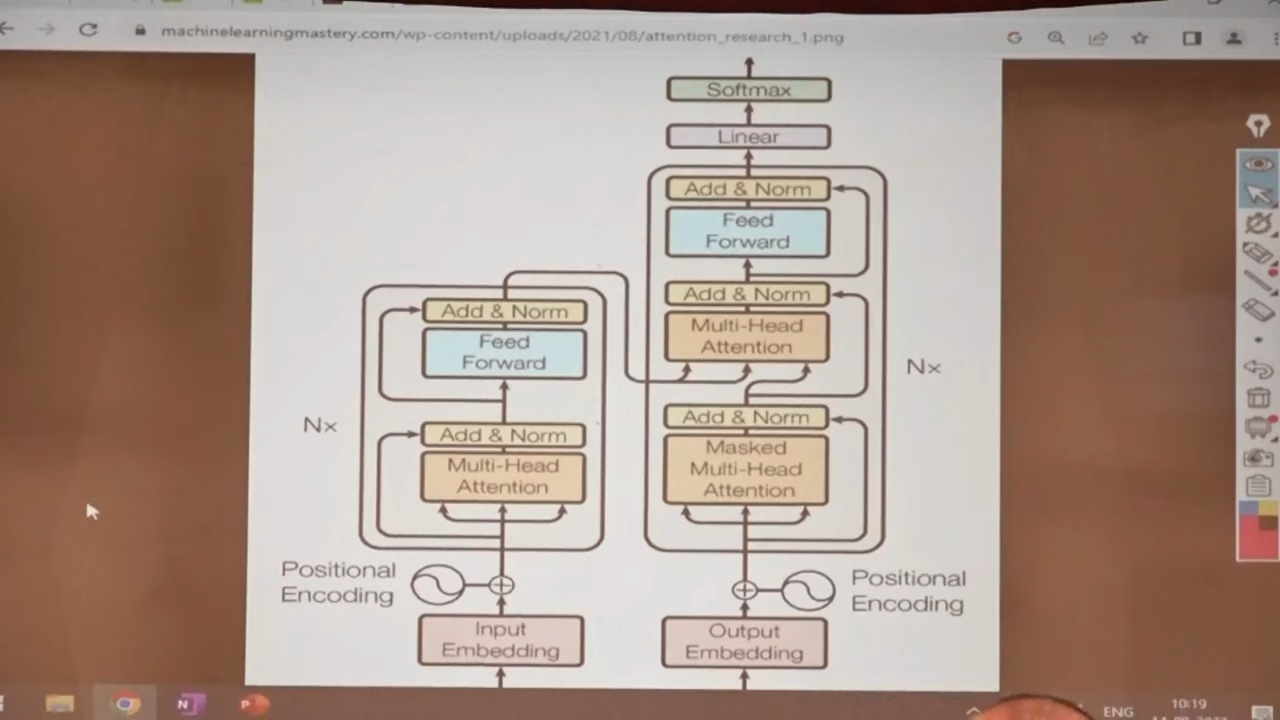 machinelearningmastery.com/wp-content/uploads/2021/08/attention_research_1.png
Softmax
Linear
Add & Norm
Feed
Forward
Add & Norm
Multi-Head
Attention
Add & Norm
Masked
Multi-Head
Attention
Nx
Positional
Encoding
Output
Embedding
Add & Norm
Feed
Forward
Add & Norm
Multi-Head
Attention
Nx
Positional
Encoding
Input
Embedding
ENG
10:19